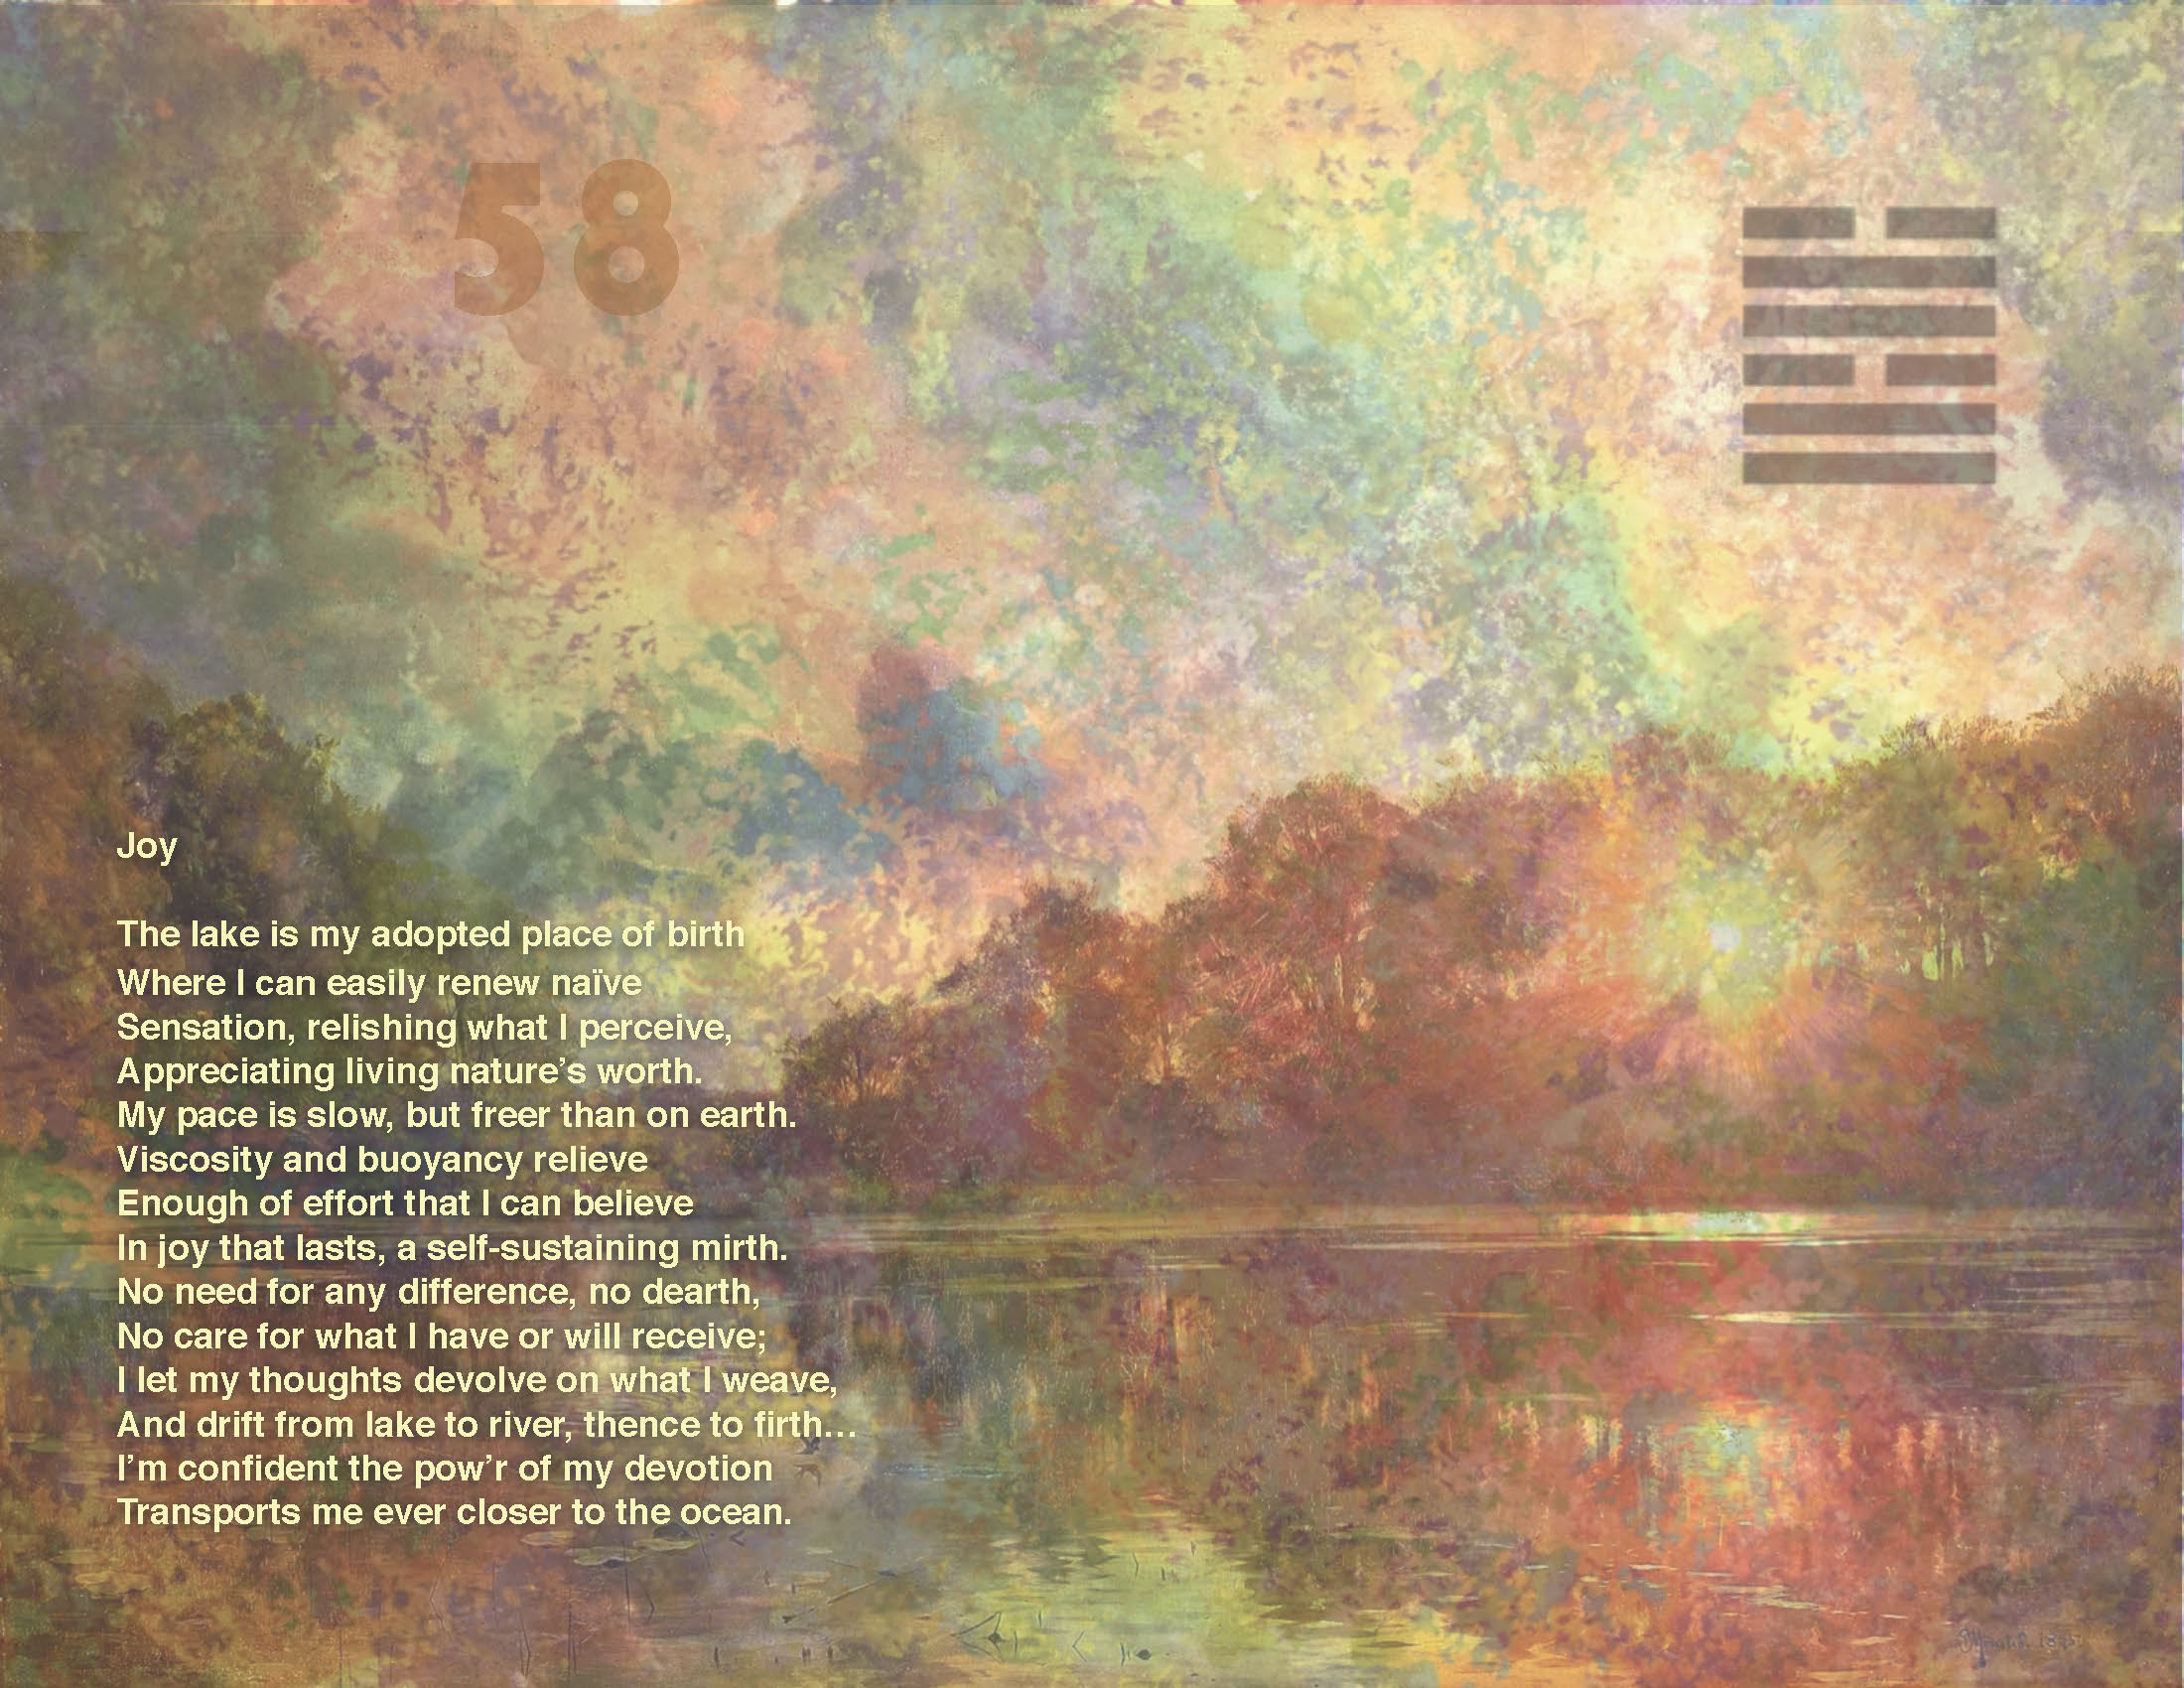 58
Joy
The lake is my adopted place of birth
Where I can easily renew naïve
Sensation, relishing what I perceive,
Appreciating living nature’s worth.
My pace is slow, but freer than on earth.
Viscosity and buoyancy relieve
Enough of effort that I can believe
In joy that lasts, a self-sustaining mirth.
No need for any difference, no dearth,
No care for what I have or will receive;
I let my thoughts devolve on what I weave,
And drift from lake to river, thence to firth…
I’m confident the pow’r of my devotion
Transports me ever closer to the ocean.